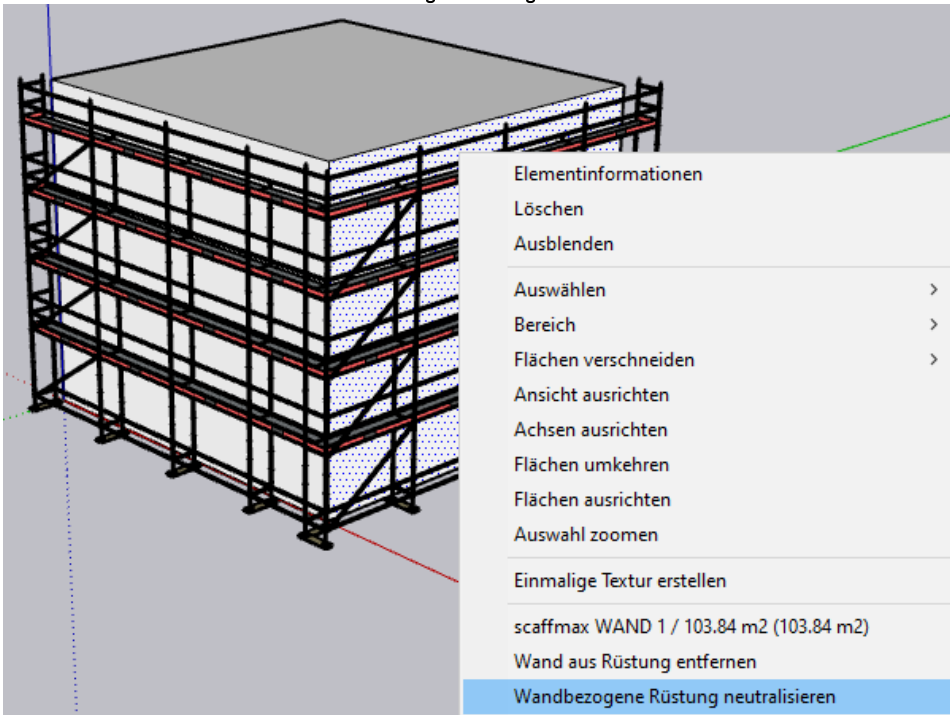 Elementinformationen
Löschen
Ausblenden
Auswählen
Bereich
Flächen verschneiden
Ansicht ausrichten
Achsen ausrichten
Flächen umkehren
Flächen ausrichten
Auswahl zoomen
Einmalige Textur erstellen
scaffmax WAND 1 / 103.84 m2 (103.84 m2)
Wand aus Rüstung entfernen
Wandbezogene Rüstung neutralisieren